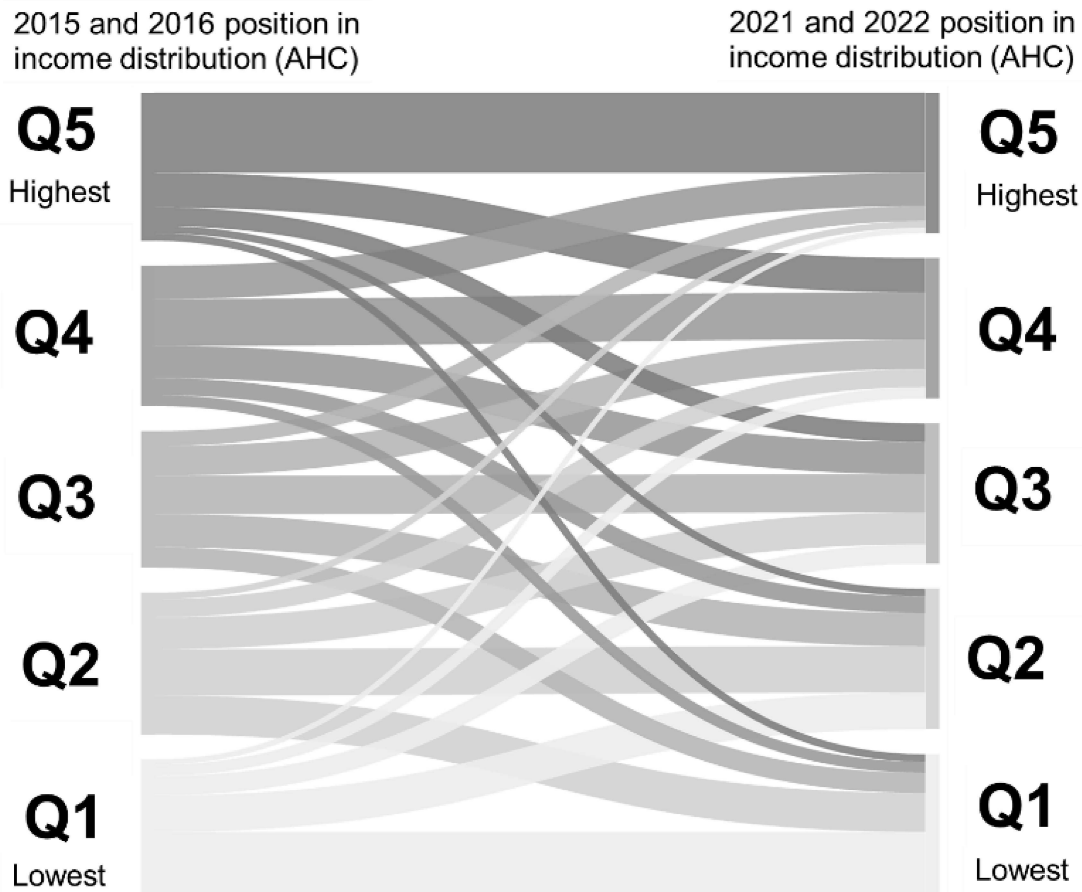 2015 and 2016 position in
income distribution (AHC)
2021 and 2022 position in
income distribution (AHC)
Q5
Highest
Q4
Q3
Q2
Q1
Lowest
Q5
Highest
Q4
Q3
Q2
Q1
Lowest